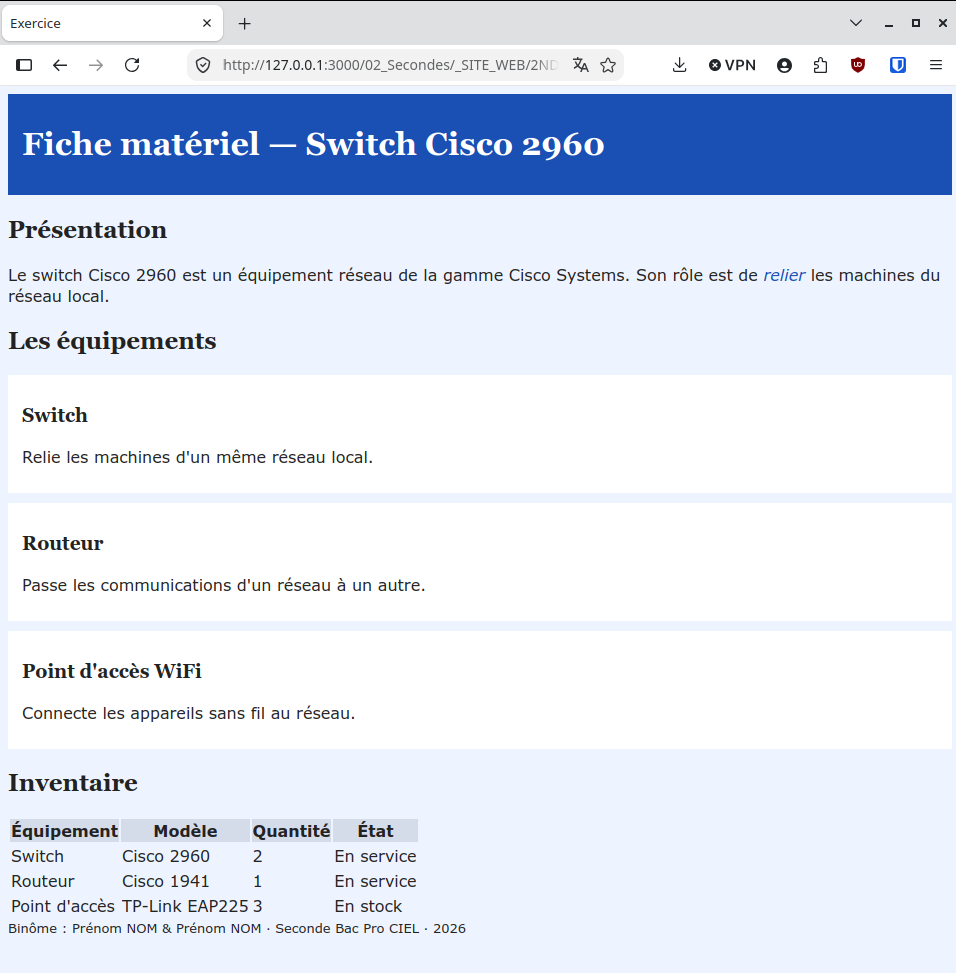 Exercice
http://127.0.0.1:3000/02_Secondes/_SITE_WEB/2ND
VPN
Fiche matériel — Switch Cisco 2960
Présentation
Le switch Cisco 2960 est un équipement réseau de la gamme Cisco Systems. Son rôle est de relier les machines du
réseau local.
Les équipements
Switch
Relie les machines d'un même réseau local.
Routeur
Passe les communications d'un réseau à un autre.
Point d'accès WiFi
Connecte les appareils sans fil au réseau.
Inventaire
Équipement Modèle Quantité État
Switch Cisco 2960 2 En service
Routeur Cisco 1941 1 En service
Point d'accès TP-Link EAP225 3 En stock
Binôme : Prénom NOM & Prénom NOM · Seconde Bac Pro CIEL · 2026